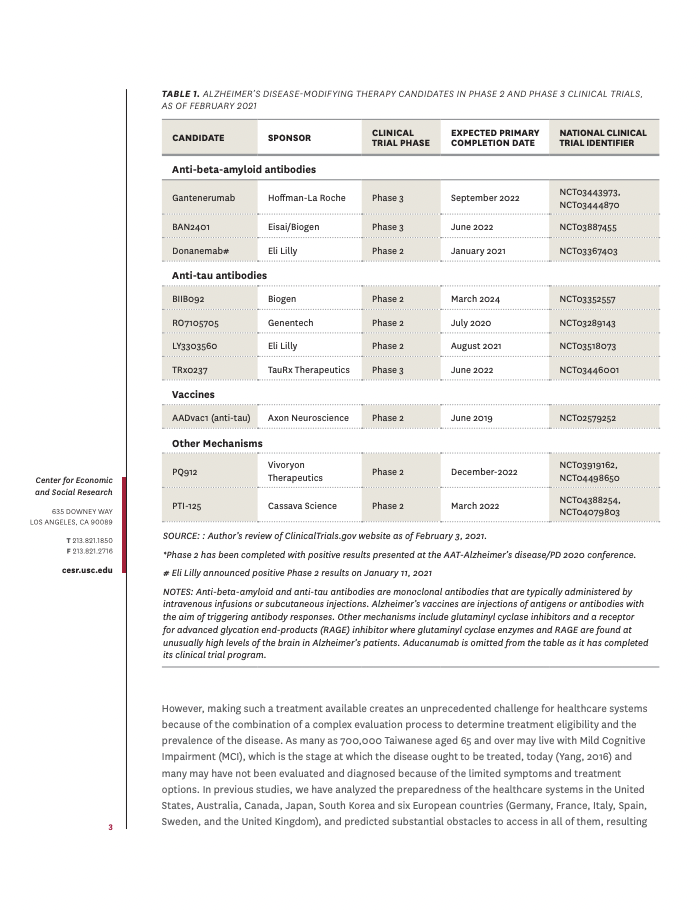 TABLE 1. ALZHEIMER'S DISEASE-MODIFYING THERAPY CANDIDATES IN PHASE 2 AND PHASE 3 CLINICAL TRIALS,
AS OF FEBRUARY 2021
CANDIDATE SPONSOR CLINICAL TRIAL PHASE EXPECTED PRIMARY COMPLETION DATE NATIONAL CLINICAL TRIAL IDENTIFIER
Anti-beta-amyloid antibodies
Gantenerumab Hoffman-La Roche Phase 3 September 2022 NCT03443973, NCT03444870
BAN2401 Eisai/Biogen Phase 3 June 2022 NCT03887455
Donanemab# Eli Lilly Phase 2 January 2021 NCT03367403
Anti-tau antibodies
BIIB092 Biogen Phase 2 March 2024 NCT03352557
RO7105705 Genentech Phase 2 July 2020 NCT03289143
LY3303560 Eli Lilly Phase 2 August 2021 NCT03518073
TRx0237 TauRx Therapeutics Phase 3 June 2022 NCT03446001
Vaccines
AADvac1 (anti-tau) Axon Neuroscience Phase 2 June 2019 NCT02579252
Other Mechanisms
PQ912 Vivoryon Therapeutics Phase 2 December-2022 NCT03919162, NCT04498650
PTI-125 Cassava Science Phase 2 March 2022 NCT04388254, NCT04079803
SOURCE: : Author's review of ClinicalTrials.gov website as of February 3, 2021.
*Phase 2 has been completed with positive results presented at the AAT-Alzheimer's disease/PD 2020 conference.
# Eli Lilly announced positive Phase 2 results on January 11, 2021
NOTES: Anti-beta-amyloid and anti-tau antibodies are monoclonal antibodies that are typically administered by
intravenous infusions or subcutaneous injections. Alzheimer's vaccines are injections of antigens or antibodies with
the aim of triggering antibody responses. Other mechanisms include glutaminyl cyclase inhibitors and a receptor
for advanced glycation end-products (RAGE) inhibitor where glutaminyl cyclase enzymes and RAGE are found at
unusually high levels of the brain in Alzheimer's patients. Aducanumab is omitted from the table as it has completed
its clinical trial program.
However, making such a treatment available creates an unprecedented challenge for healthcare systems
because of the combination of a complex evaluation process to determine treatment eligibility and the
prevalence of the disease. As many as 700,000 Taiwanese aged 65 and over may live with Mild Cognitive
Impairment (MCI), which is the stage at which the disease ought to be treated, today (Yang, 2016) and
many may have not been evaluated and diagnosed because of the limited symptoms and treatment
options. In previous studies, we have analyzed the preparedness of the healthcare systems in the United
States, Australia, Canada, Japan, South Korea and six European countries (Germany, France, Italy, Spain,
Sweden, and the United Kingdom), and predicted substantial obstacles to access in all of them, resulting
Center for Economic
and Social Research
635 DOWNEY WAY
LOS ANGELES, CA 90089
T 213.821.1850
F 213.821.2716
cesr.usc.edu
3